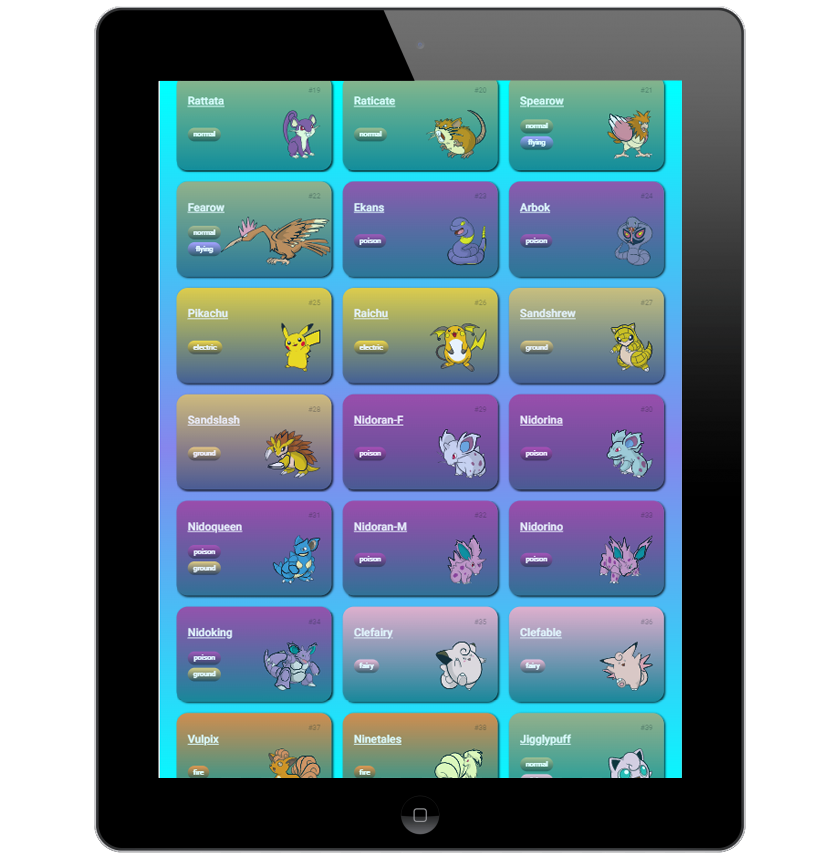 #19
Rattata
normal
#20
Raticate
normal
#21
Spearow
normal
flying
#22
Fearow
normal
flying
#23
Ekans
poison
#24
Arbok
poison
#25
Pikachu
electric
#26
Raichu
electric
#27
Sandshrew
ground
#28
Sandslash
ground
#29
Nidoran-F
poison
#30
Nidorina
poison
#31
Nidoqueen
poison
ground
#32
Nidoran-M
poison
#33
Nidorino
poison
#34
Nidoking
poison
ground
#35
Clefairy
fairy
#36
Clefable
fairy
#37
Vulpix
fire
#38
Ninetales
fire
#39
Jigglypuff
normal